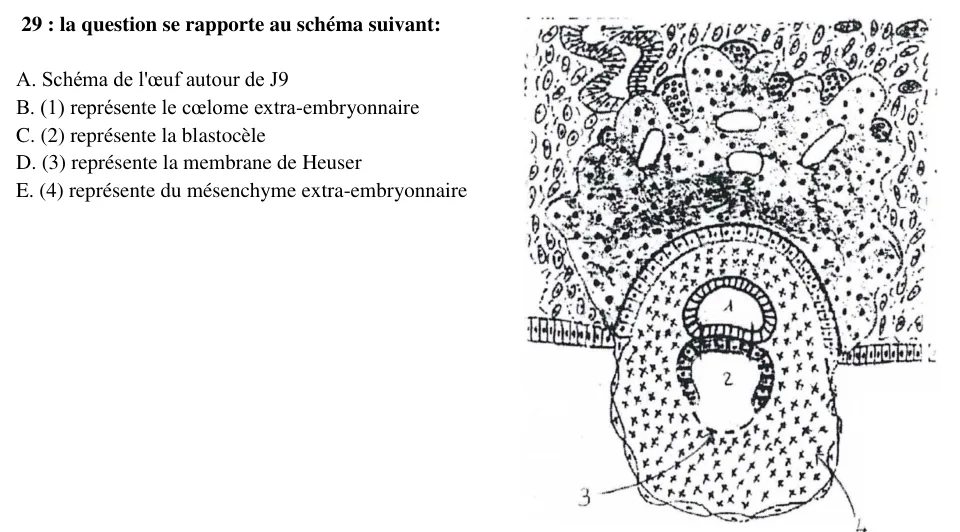 29 : la question se rapporte au schéma suivant:
A. Schéma de l'œuf autour de J9
B. (1) représente le cœlome extra-embryonnaire
C. (2) représente la blastocèle
D. (3) représente la membrane de Heuser
E. (4) représente du mésenchyme extra-embryonnaire
1
2
3
4